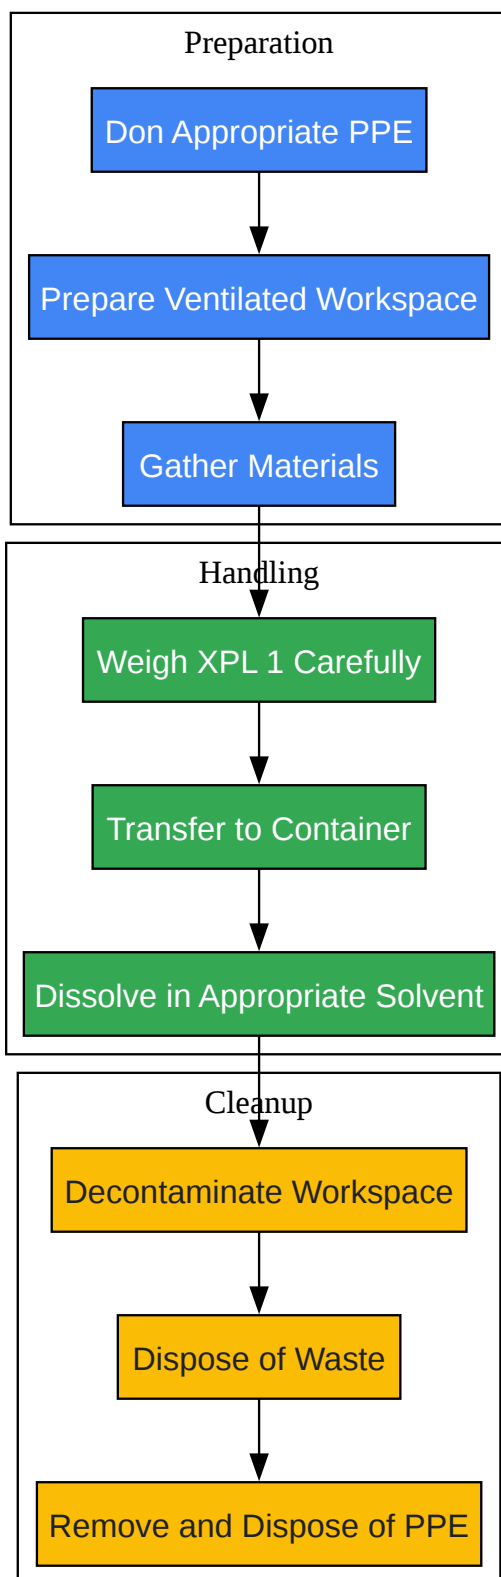 Preparation
Don Appropriate PPE
Prepare Ventilated Workspace
Gather Materials
Handling
Weigh XPL 1 Carefully
Transfer to Container
Dissolve in Appropriate Solvent
Cleanup
Decontaminate Workspace
Dispose of Waste
Remove and Dispose of PPE